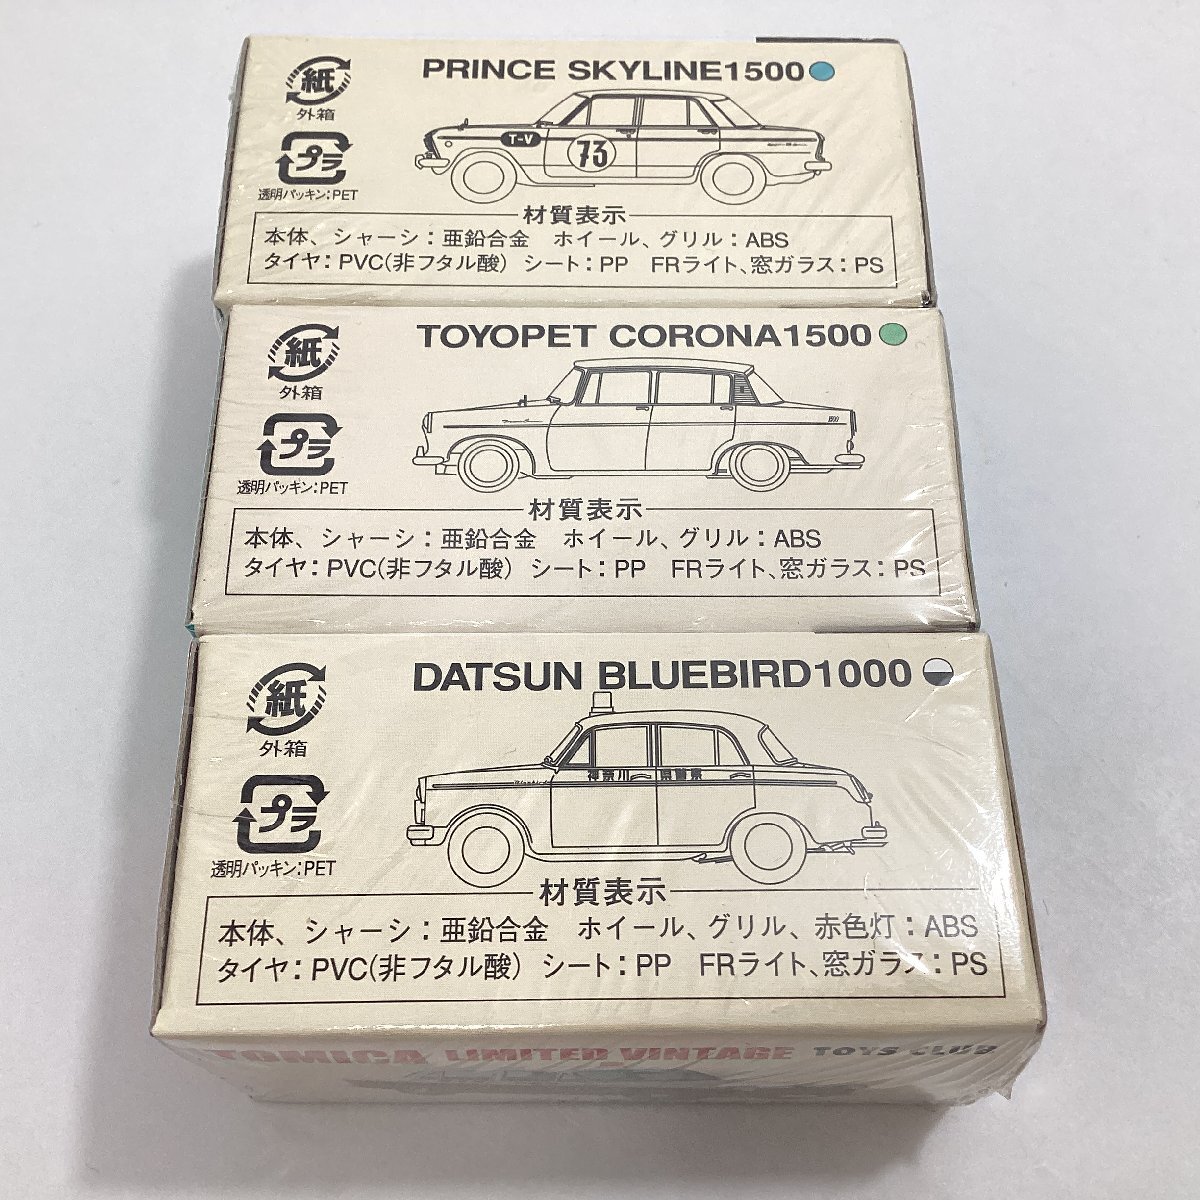 PRINCE SKYLINE1500
紙
外箱
プラ
透明パッキン:PET
T-V
73
材質表示
本体、シャーシ:亜鉛合金 ホイール、グリル:ABS
タイヤ:PVC(非フタル酸) シート:PP FRライト、窓ガラス:PS
TOYOPET CORONA1500
紙
外箱
プラ
透明パッキン:PET
1500
材質表示
本体、シャーシ:亜鉛合金 ホイール、グリル:ABS
タイヤ:PVC(非フタル酸) シート:PP FRライト、窓ガラス:PS
DATSUN BLUEBIRD1000
紙
外箱
プラ
透明パッキン:PET
Bluebird
神奈川県警察
材質表示
本体、シャーシ:亜鉛合金 ホイール、グリル、赤色灯:ABS
タイヤ:PVC(非フタル酸) シート:PP FRライト、窓ガラス:PS
TOMICA LIMITED VINTAGE TOYS CLUB